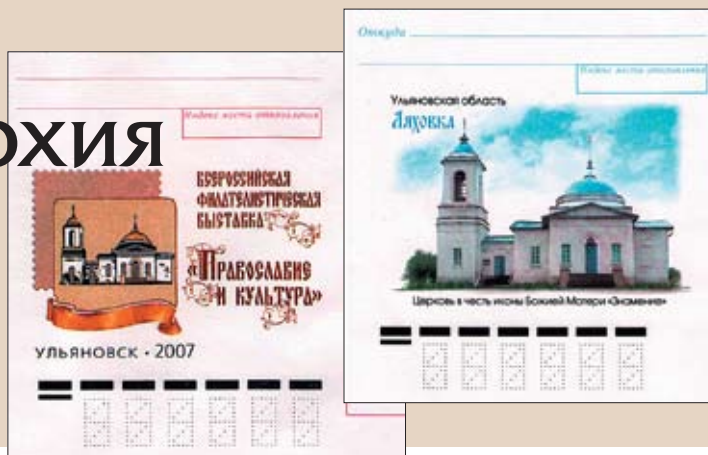 ОХИЯ
Индекс места отправления
ВСЕРОССИЙСКАЯ
ФИЛАТЕЛИСТИЧЕСКАЯ
ВЫСТАВКА
«ПРАВОСЛАВИЕ
И КУЛЬТУРА»
УЛЬЯНОВСК · 2007
Откуда
Индекс места отправления
Ульяновская область
Ляховка
Церковь в честь иконы Божией Матери «Знамение»